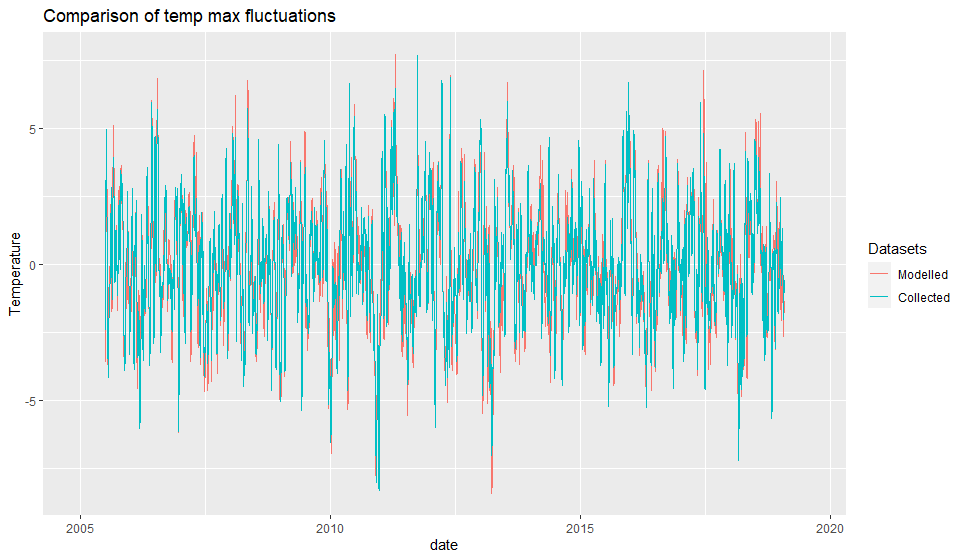 Comparison of temp max fluctuations
Temperature
5
0
-5
2005
2010
2015
2020
date
Datasets
Modelled
Collected